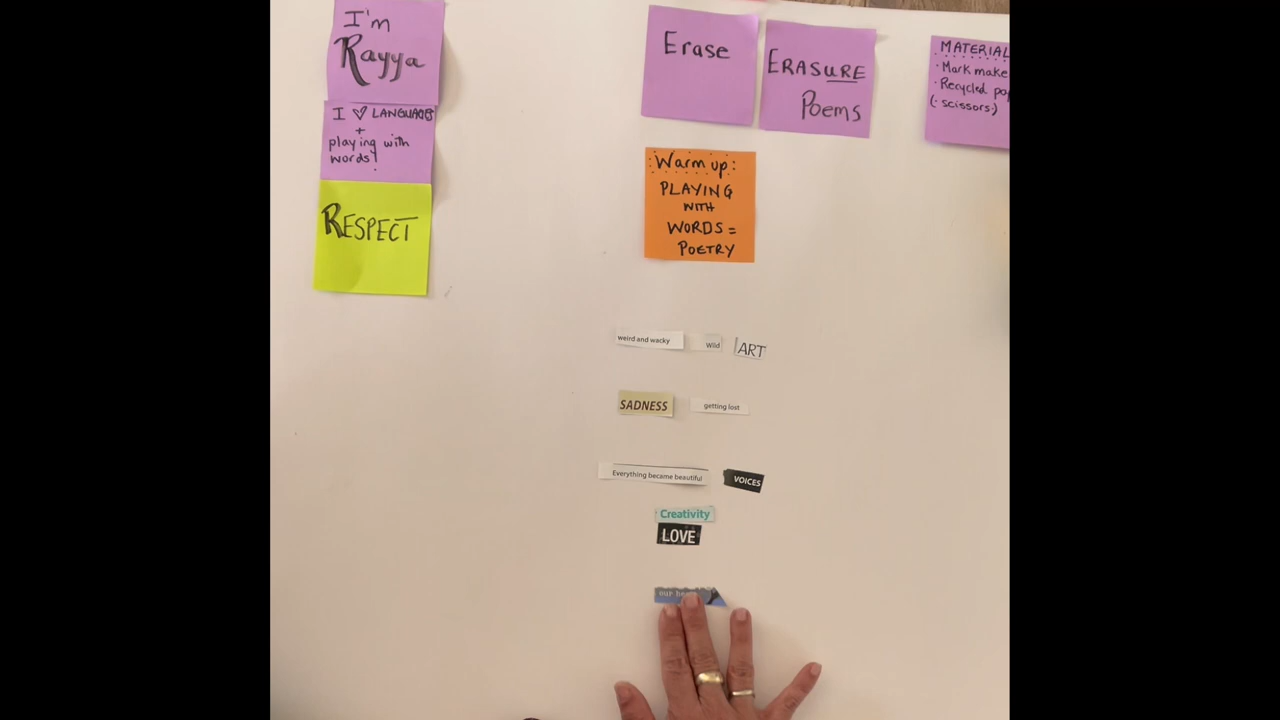 I'm
Rayya
I ♡ LANGUAGE
+
playing with
words!
RESPECT
Erase
ERASURE
Poems
MATERIAL
· Mark make
· Recycled pa
(· scissors·)
Warm up:
PLAYING
WITH
WORDS =
POETRY
weird and wacky Wild ART
SADNESS getting lost
Everything became beautiful VOICES
Creativity
LOVE
our